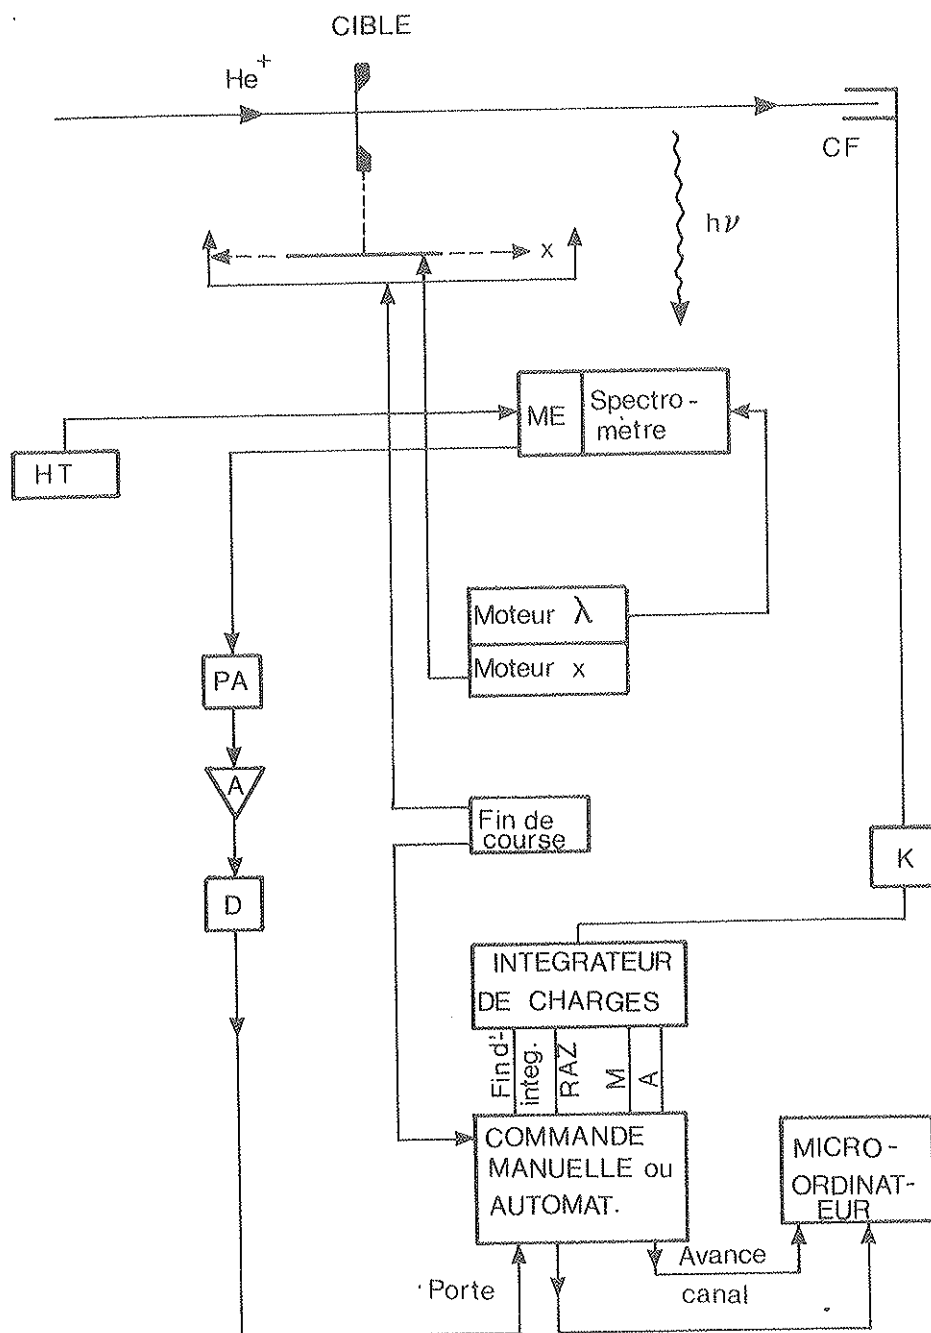 CIBLE
He+
CF
hν
x
ME
Spectro-
mètre
HT
Moteur λ
Moteur x
PA
A
D
Fin de
course
K
INTEGRATEUR
DE CHARGES
Fin d'-
integ.
RAZ
M
A
COMMANDE
MANUELLE ou
AUTOMAT.
MICRO-
ORDINAT-
EUR
Avance
canal
Porte